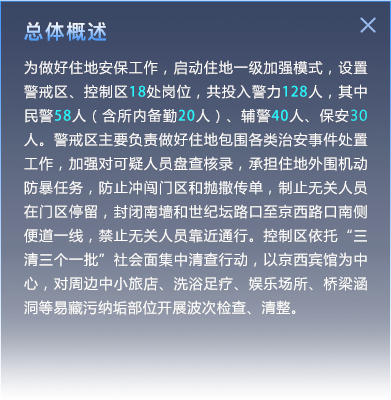 总体概述
为做好住地安保工作，启动住地一级加强模式，设置
警戒区、控制区18处岗位，共投入警力128人，其中
民警58人（含所内备勤20人）、辅警40人、保安30
人。警戒区主要负责做好住地包围各类治安事件处置
工作，加强对可疑人员盘查核录，承担住地外围机动
防暴任务，防止冲闯门区和抛撒传单，制止无关人员
在门区停留，封闭南墙和世纪坛路口至京西路口南侧
便道一线，禁止无关人员靠近通行。控制区依托“三
清三个一批”社会面集中清查行动，以京西宾馆为中
心，对周边中小旅店、洗浴足疗、娱乐场所、桥梁涵
洞等易藏污纳垢部位开展波次检查、清整。